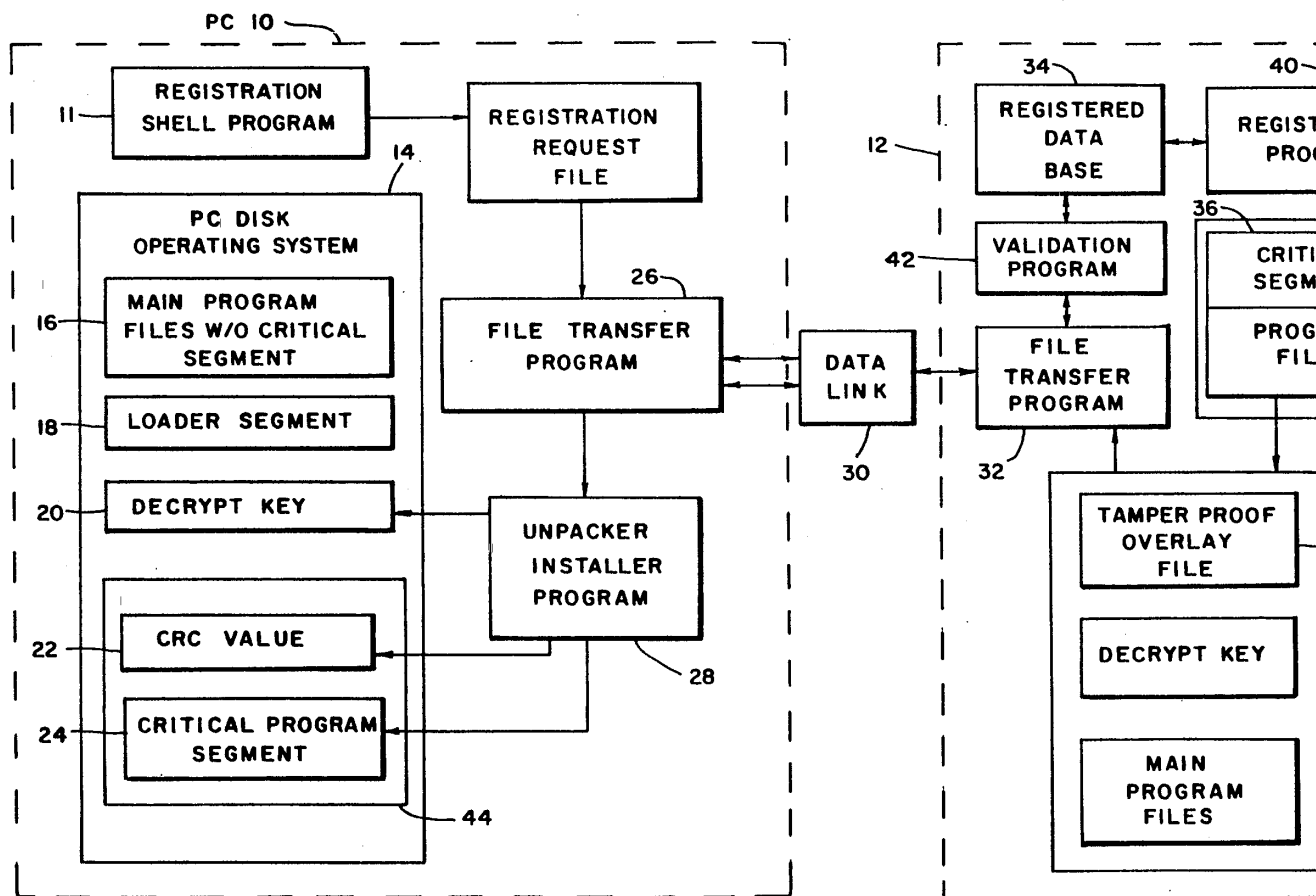 PC 10
11
REGISTRATION
SHELL PROGRAM
REGISTRATION
REQUEST
FILE
14
PC DISK
OPERATING SYSTEM
16
MAIN PROGRAM
FILES W/O CRITICAL
SEGMENT
18
LOADER SEGMENT
20
DECRYPT KEY
22
CRC VALUE
24
CRITICAL PROGRAM
SEGMENT
44
26
FILE TRANSFER
PROGRAM
UNPACKER
INSTALLER
PROGRAM
28
DATA
LINK
30
12
34
REGISTERED
DATA
BASE
40
42
VALIDATION
PROGRAM
FILE
TRANSFER
PROGRAM
32
36
TAMPER PROOF
OVERLAY
FILE
DECRYPT KEY
MAIN
PROGRAM
FILES